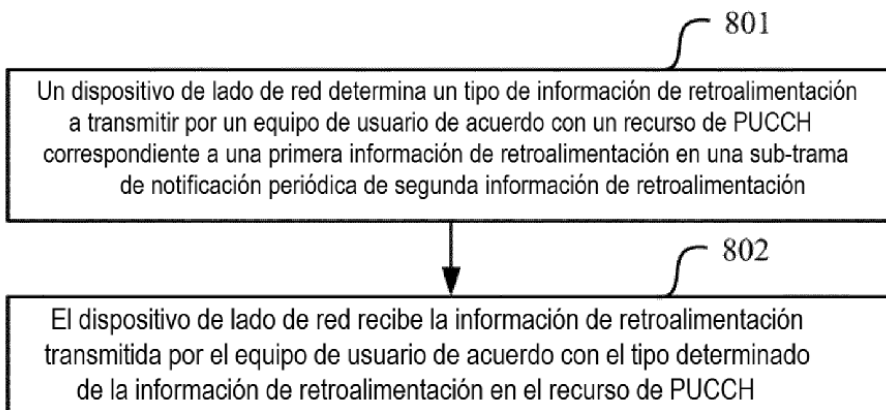 801
Un dispositivo de lado de red determina un tipo de información de retroalimentación
a transmitir por un equipo de usuario de acuerdo con un recurso de PUCCH
correspondiente a una primera información de retroalimentación en una sub-trama
de notificación periódica de segunda información de retroalimentación
802
El dispositivo de lado de red recibe la información de retroalimentación
transmitida por el equipo de usuario de acuerdo con el tipo determinado
de la información de retroalimentación en el recurso de PUCCH